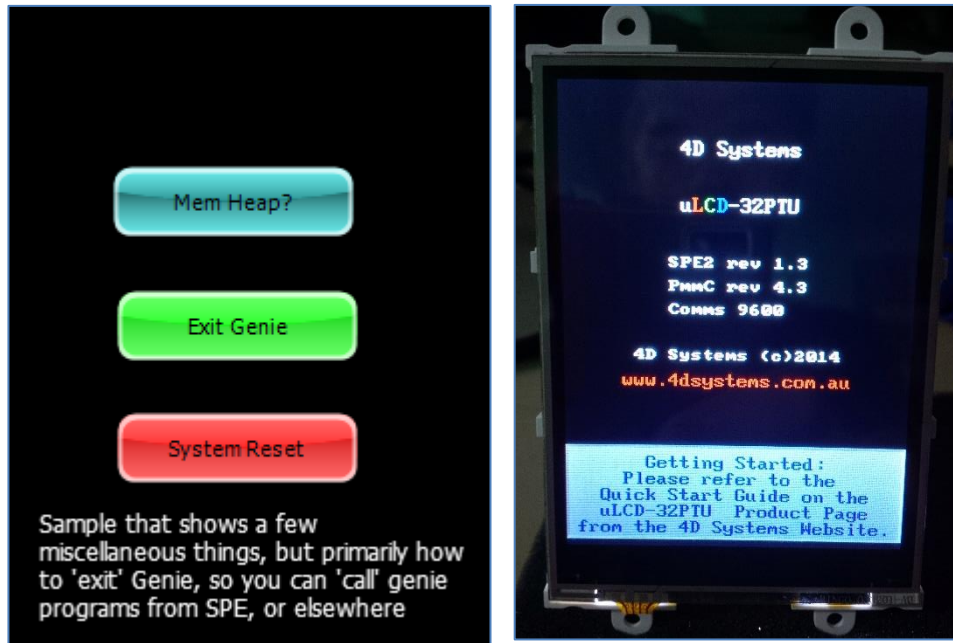 Mem Heap?
Exit Genie
System Reset
Sample that shows a few
miscellaneous things, but primarily how
to 'exit' Genie, so you can 'call' genie
programs from SPE, or elsewhere
4D Systems
uLCD-32PTU
SPE2 rev 1.3
PmmC rev 4.3
Comms 9600
4D Systems (c)2014
www.4dsystems.com.au
Getting Started:
Please refer to the
Quick Start Guide on the
uLCD-32PTU Product Page
from the 4D Systems Website.